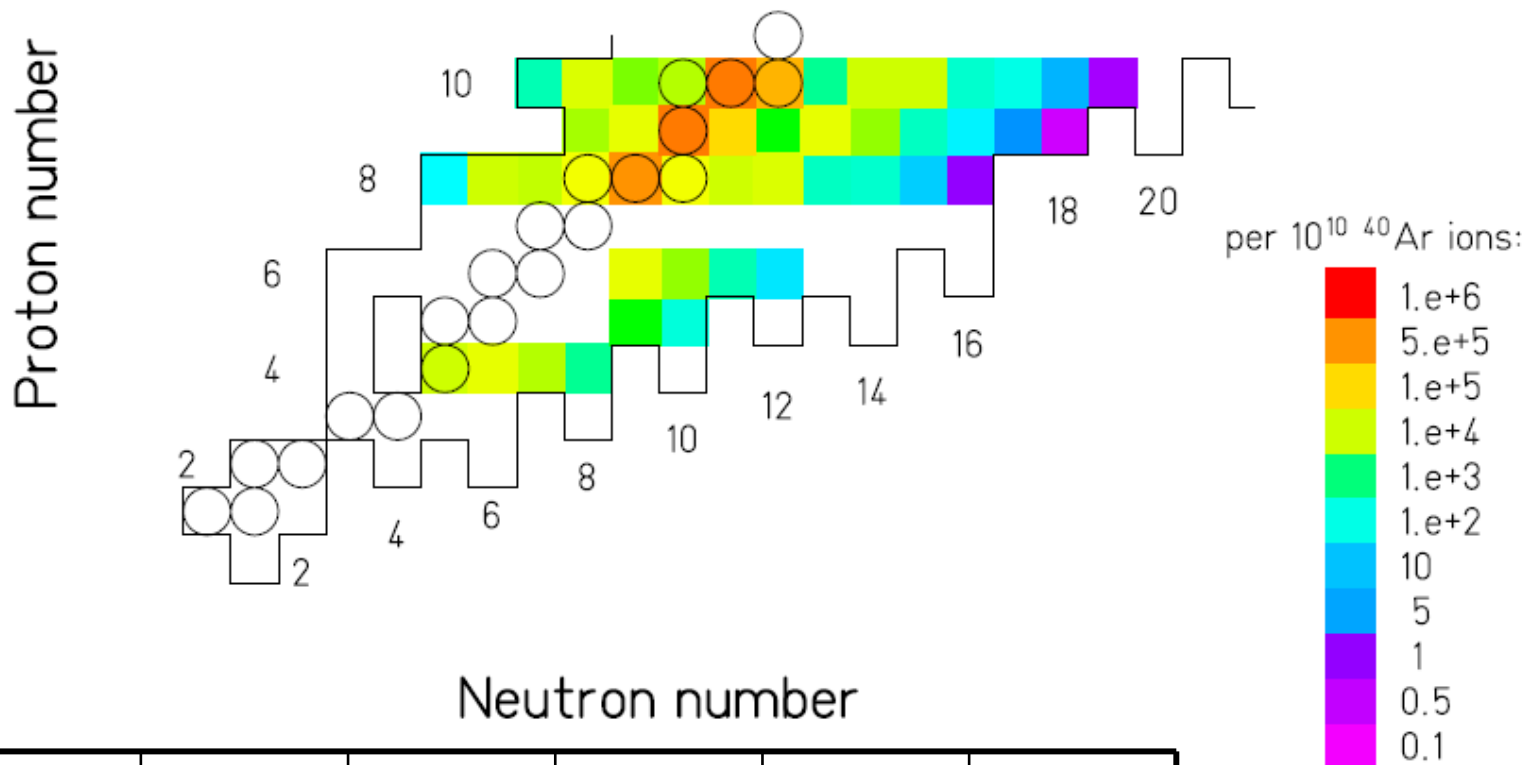 Proton number
10
8
6
4
2
2
4
6
8
10
12
14
16
18
20
Neutron number
per 10¹⁰ ⁴⁰Ar ions:
1.e+6
5.e+5
1.e+5
1.e+4
1.e+3
1.e+2
10
5
1
0.5
0.1